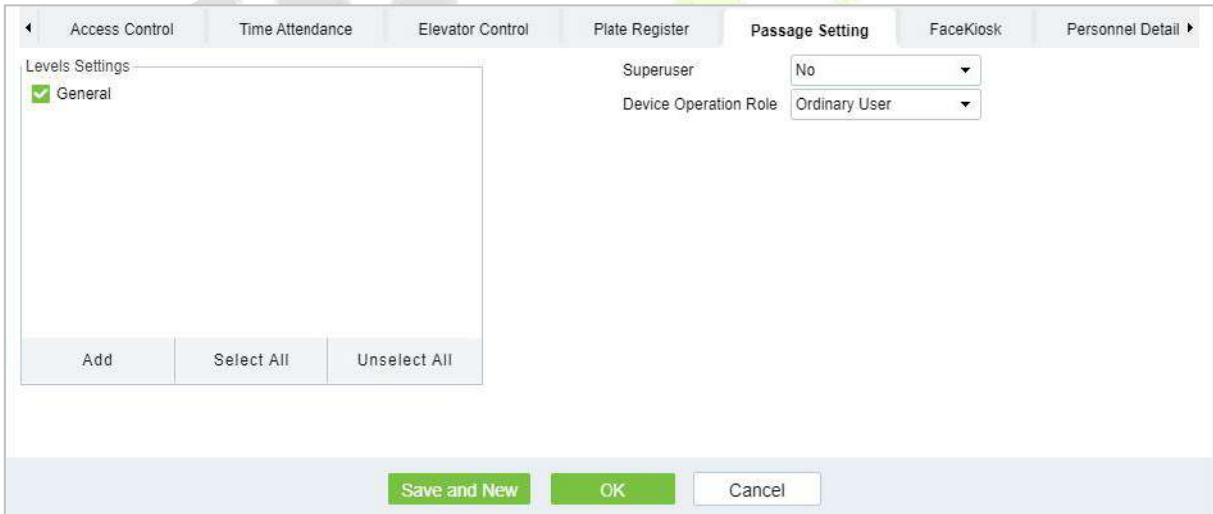 Access Control Time Attendance Elevator Control Plate Register Passage Setting FaceKiosk Personnel Detail
Levels Settings
General
Superuser No
Device Operation Role Ordinary User
Add Select All Unselect All
Save and New OK Cancel